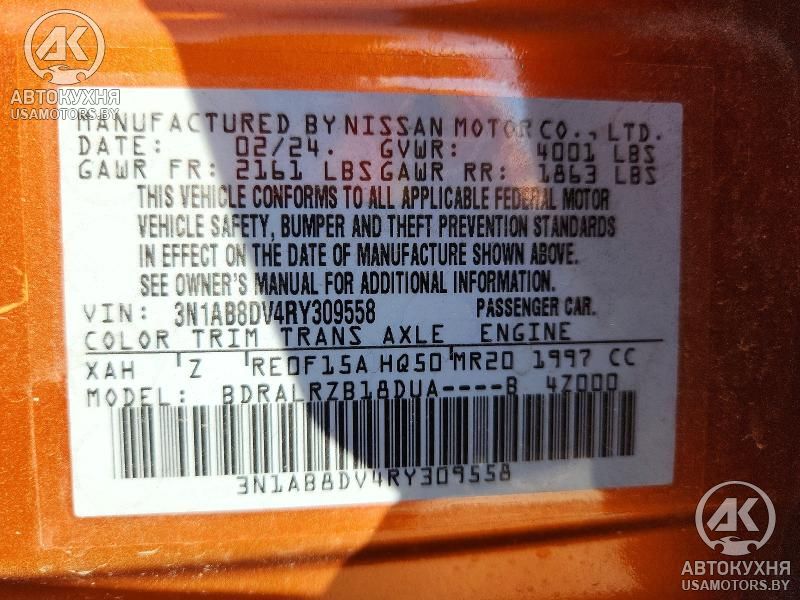 АК
АВТОКУХНЯ
USAMOTORS.BY
MANUFACTURED BY NISSAN MOTOR CO., LTD.
DATE: 02/24. GVWR: 4001 LBS
GAWR FR: 2161 LBS GAWR RR: 1863 LBS
THIS VEHICLE CONFORMS TO ALL APPLICABLE FEDERAL MOTOR
VEHICLE SAFETY, BUMPER AND THEFT PREVENTION STANDARDS
IN EFFECT ON THE DATE OF MANUFACTURE SHOWN ABOVE.
SEE OWNER'S MANUAL FOR ADDITIONAL INFORMATION.
VIN: 3N1AB8DV4RY309558 PASSENGER CAR.
COLOR TRIM TRANS AXLE ENGINE
XAH Z RE0F15A HQ50 MR20 1997 CC
MODEL: BDRALRZB18DUA----B 4Z000
3N1AB8DV4RY309558
АК
АВТОКУХНЯ
USAMOTORS.BY